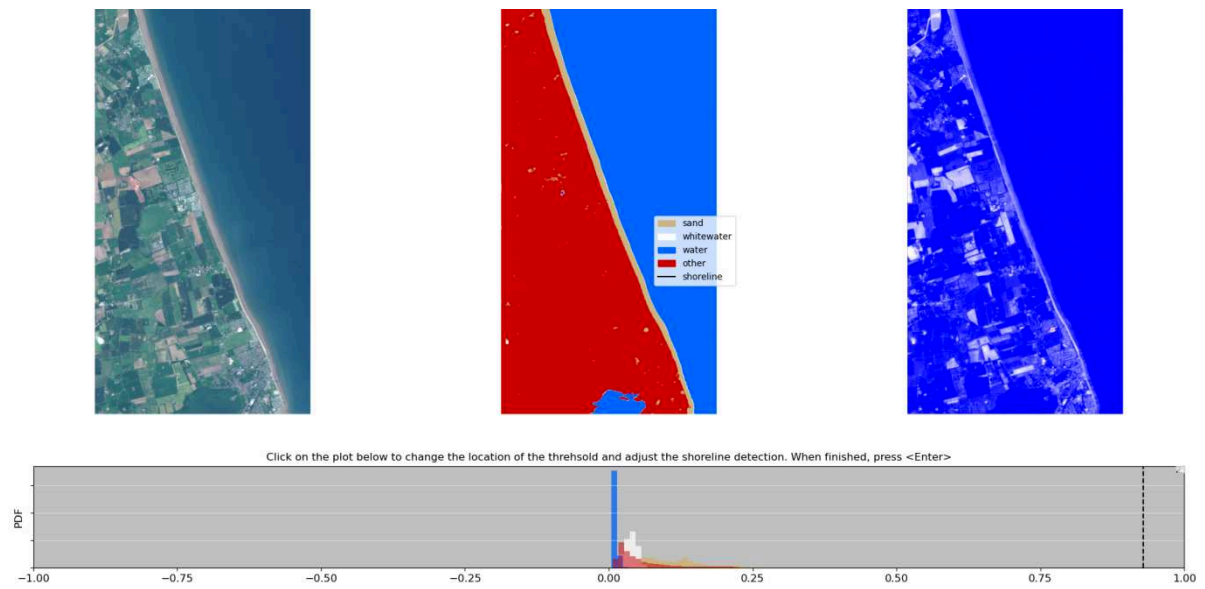 sand
whitewater
water
other
shoreline
Click on the plot below to change the location of the threhsold and adjust the shoreline detection. When finished, press <Enter>
PDF
−1.00 −0.75 −0.50 −0.25 0.00 0.25 0.50 0.75 1.00